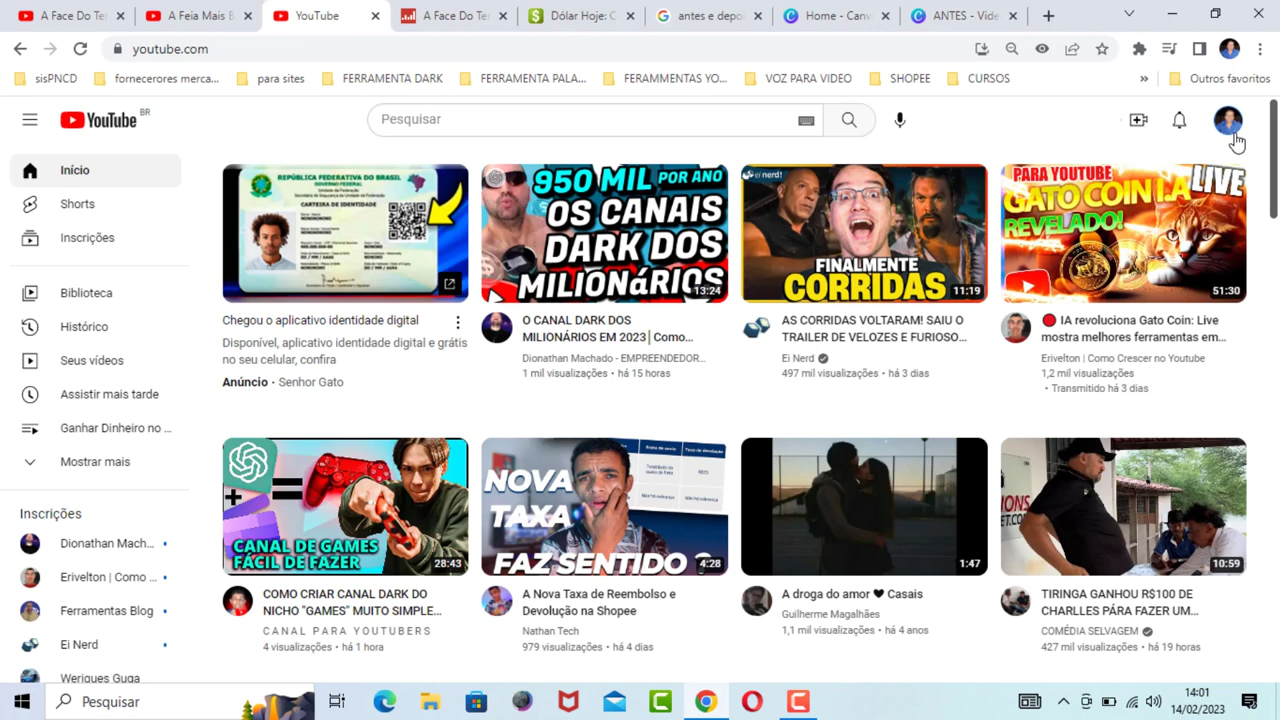 A Face Do Ter
A Feia Mais B
YouTube
A Face Do Ter
Dólar Hoje: C
antes e depo
Home - Canv
ANTES - Vide
youtube.com
sisPNCD
fornecerores merca...
para sites
FERRAMENTA DARK
FERRAMENTA PALA...
FERAMMENTAS YO...
VOZ PARA VIDEO
SHOPEE
CURSOS
»
Outros favoritos
YouTube BR
Pesquisar
Início
Shorts
Inscrições
Biblioteca
Histórico
Seus vídeos
Assistir mais tarde
Ganhar Dinheiro no ...
Mostrar mais
Inscrições
Dionathan Mach...
Erivelton | Como ...
Ferramentas Blog
Ei Nerd
Weriques Guga
REPÚBLICA FEDERATIVA DO BRASIL
GOVERNO FEDERAL
CARTEIRA DE IDENTIDADE
Chegou o aplicativo identidade digital
Disponível, aplicativo identidade digital e grátis
no seu celular, confira
Anúncio • Senhor Gato
950 MIL POR ANO
OS CANAIS
DARK DOS
MILIONÁRIOS
13:24
O CANAL DARK DOS
MILIONÁRIOS EM 2023| Como...
Dionathan Machado - EMPREENDEDOR...
1 mil visualizações • há 15 horas
ei nerd!
FINALMENTE
CORRIDAS
11:19
AS CORRIDAS VOLTARAM! SAIU O
TRAILER DE VELOZES E FURIOSO...
Ei Nerd
497 mil visualizações • há 3 dias
PARA YOUTUBE
LIVE
GATO COIN IA
REVELADO!
51:30
IA revoluciona Gato Coin: Live
mostra melhores ferramentas em...
Erivelton | Como Crescer no Youtube
1,2 mil visualizações
• Transmitido há 3 dias
CANAL DE GAMES
FÁCIL DE FAZER
28:43
COMO CRIAR CANAL DARK DO
NICHO "GAMES" MUITO SIMPLE...
CANAL PARA YOUTUBERS
4 visualizações • há 1 hora
NOVA
TAXA
FAZ SENTIDO ?
4:28
A Nova Taxa de Reembolso e
Devolução na Shopee
Nathan Tech
979 visualizações • há 4 dias
1:47
A droga do amor ❤ Casais
Guilherme Magalhães
1,1 mil visualizações • há 4 anos
10:59
TIRINGA GANHOU R$100 DE
CHARLLES PÁRA FAZER UM...
COMÉDIA SELVAGEM
427 mil visualizações • há 19 horas
Pesquisar
14:01
14/02/2023